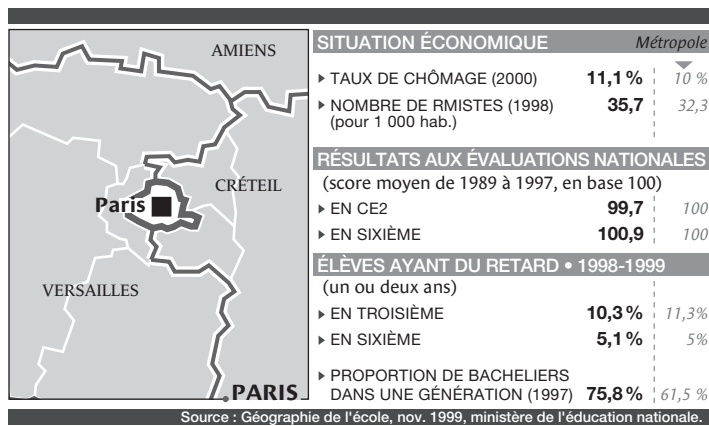 AMIENS
CRÉTEIL
Paris
VERSAILLES
PARIS
SITUATION ÉCONOMIQUE Métropole
TAUX DE CHÔMAGE (2000) 11,1 % 10 %
NOMBRE DE RMISTES (1998) 35,7 32,3
(pour 1 000 hab.)
RÉSULTATS AUX ÉVALUATIONS NATIONALES
(score moyen de 1989 à 1997, en base 100)
EN CE2 99,7 100
EN SIXIÈME 100,9 100
ÉLÈVES AYANT DU RETARD • 1998-1999
(un ou deux ans)
EN TROISIÈME 10,3 % 11,3%
EN SIXIÈME 5,1 % 5%
PROPORTION DE BACHELIERS
DANS UNE GÉNÉRATION (1997) 75,8 % 61,5 %
Source : Géographie de l'école, nov. 1999, ministère de l'éducation nationale.